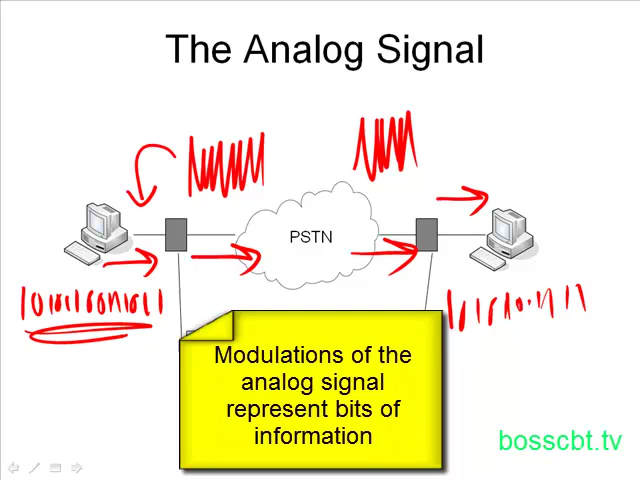 The Analog Signal
PSTN
Modulations of the
analog signal
represent bits of
information
bosscbt.tv